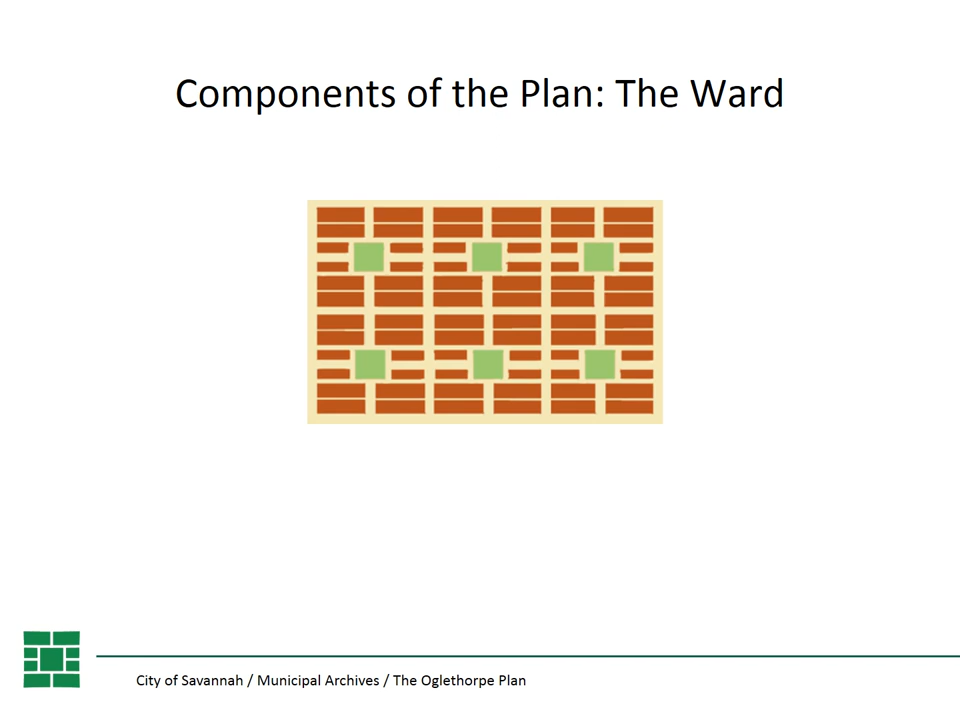 Components of the Plan: The Ward
City of Savannah / Municipal Archives / The Oglethorpe Plan